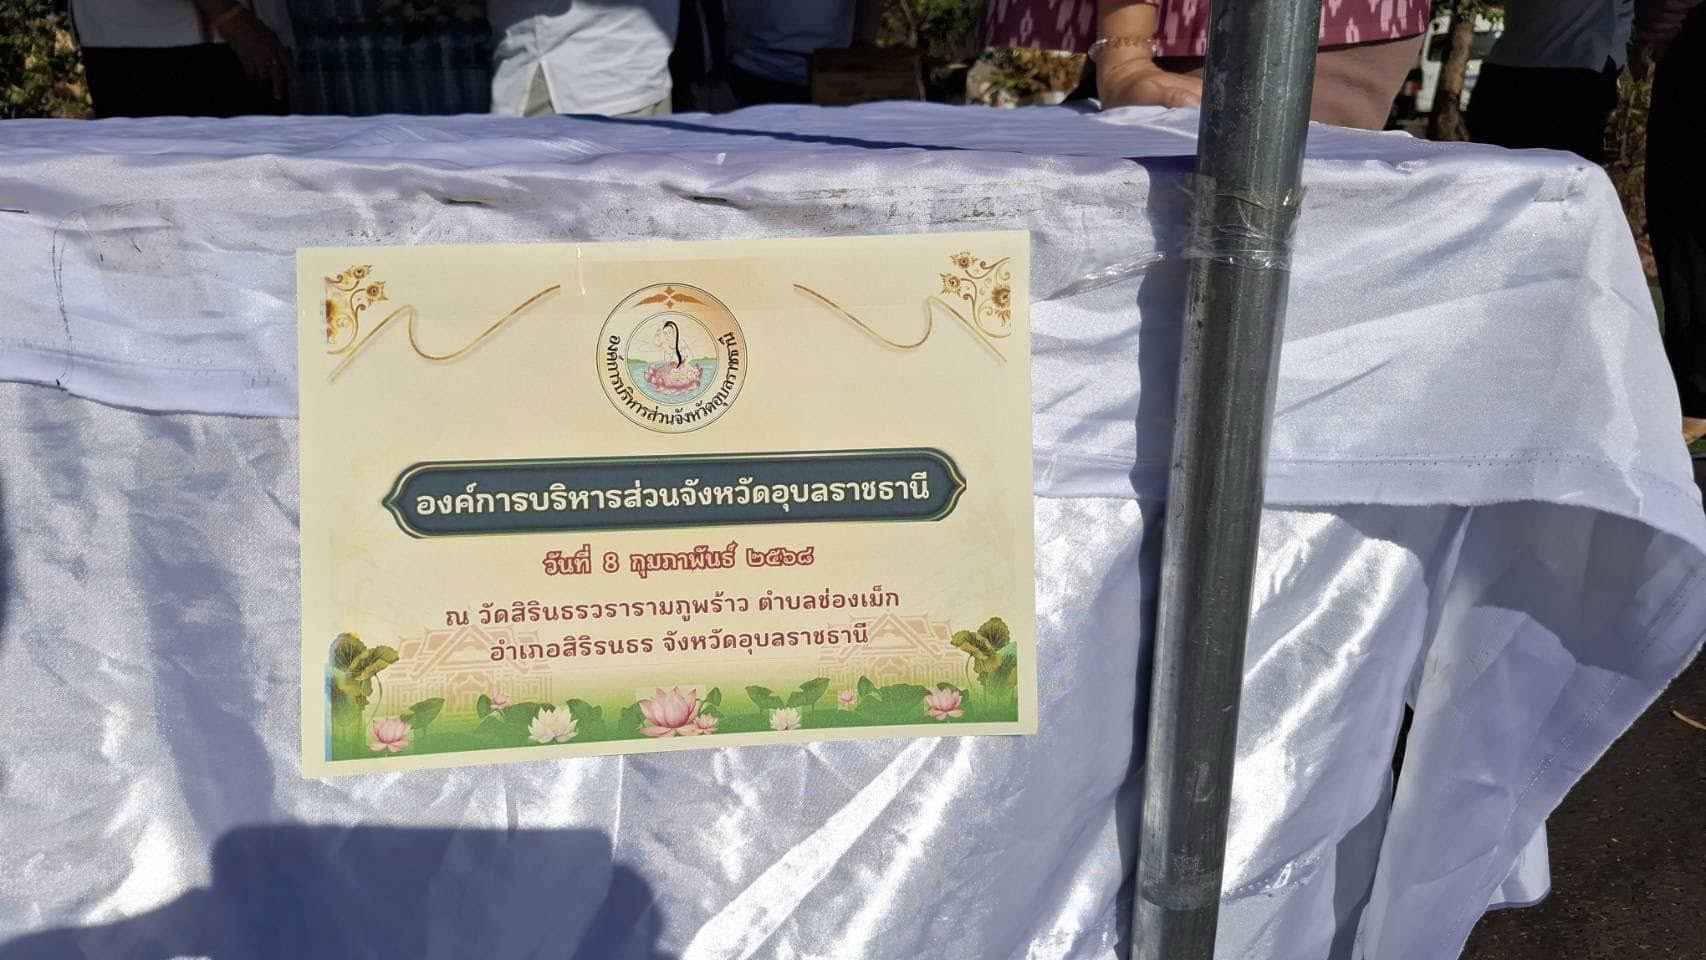 องค์การบริหารส่วนจังหวัดอุบลราชธานี
องค์การบริหารส่วนจังหวัดอุบลราชธานี
วันที่ 8 กุมภาพันธ์ ๒๕๖๘
ณ วัดสิรินธรวรารามภูพร้าว ตำบลช่องเม็ก
อำเภอสิริรนธร จังหวัดอุบลราชธานี